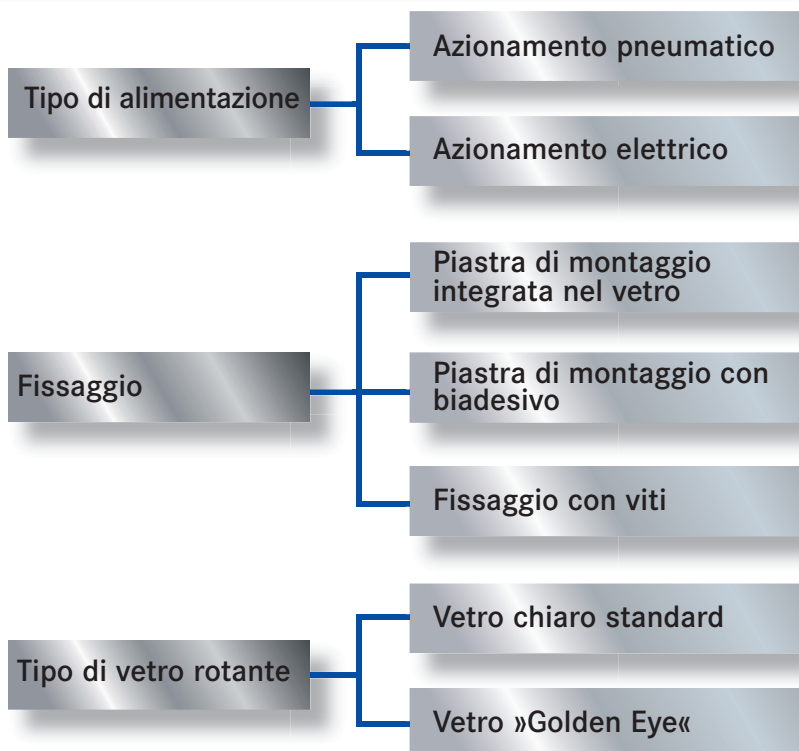 Tipo di alimentazione
Azionamento pneumatico
Azionamento elettrico
Fissaggio
Piastra di montaggio
integrata nel vetro
Piastra di montaggio con
biadesivo
Fissaggio con viti
Tipo di vetro rotante
Vetro chiaro standard
Vetro »Golden Eye«